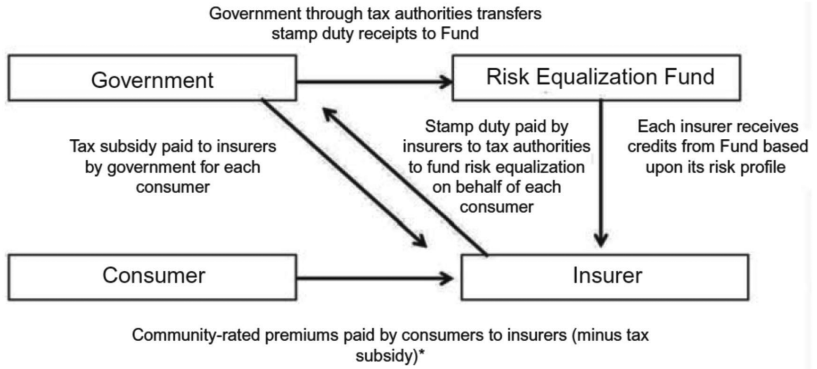 Government through tax authorities transfers
stamp duty receipts to Fund
Government
Risk Equalization Fund
Tax subsidy paid to insurers
by government for each
consumer
Stamp duty paid by
insurers to tax authorities
to fund risk equalization
on behalf of each
consumer
Each insurer receives
credits from Fund based
upon its risk profile
Consumer
Insurer
Community-rated premiums paid by consumers to insurers (minus tax
subsidy)*